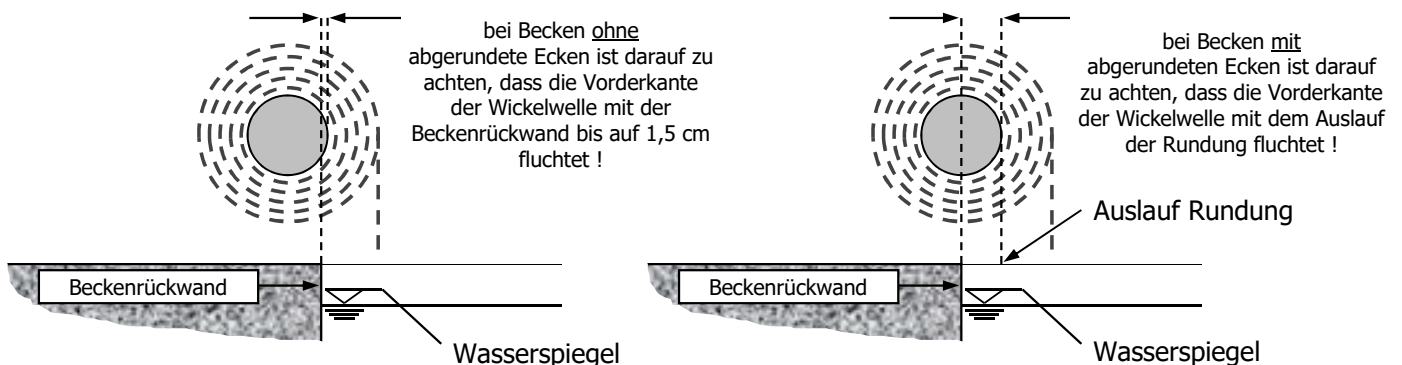 bei Becken ohne
abgerundete Ecken ist darauf zu
achten, dass die Vorderkante
der Wickelwelle mit der
Beckenrückwand bis auf 1,5 cm
fluchtet !
Beckenrückwand
Wasserspiegel
bei Becken mit
abgerundeten Ecken ist darauf
zu achten, dass die Vorderkante
der Wickelwelle mit dem Auslauf
der Rundung fluchtet !
Auslauf Rundung
Beckenrückwand
Wasserspiegel